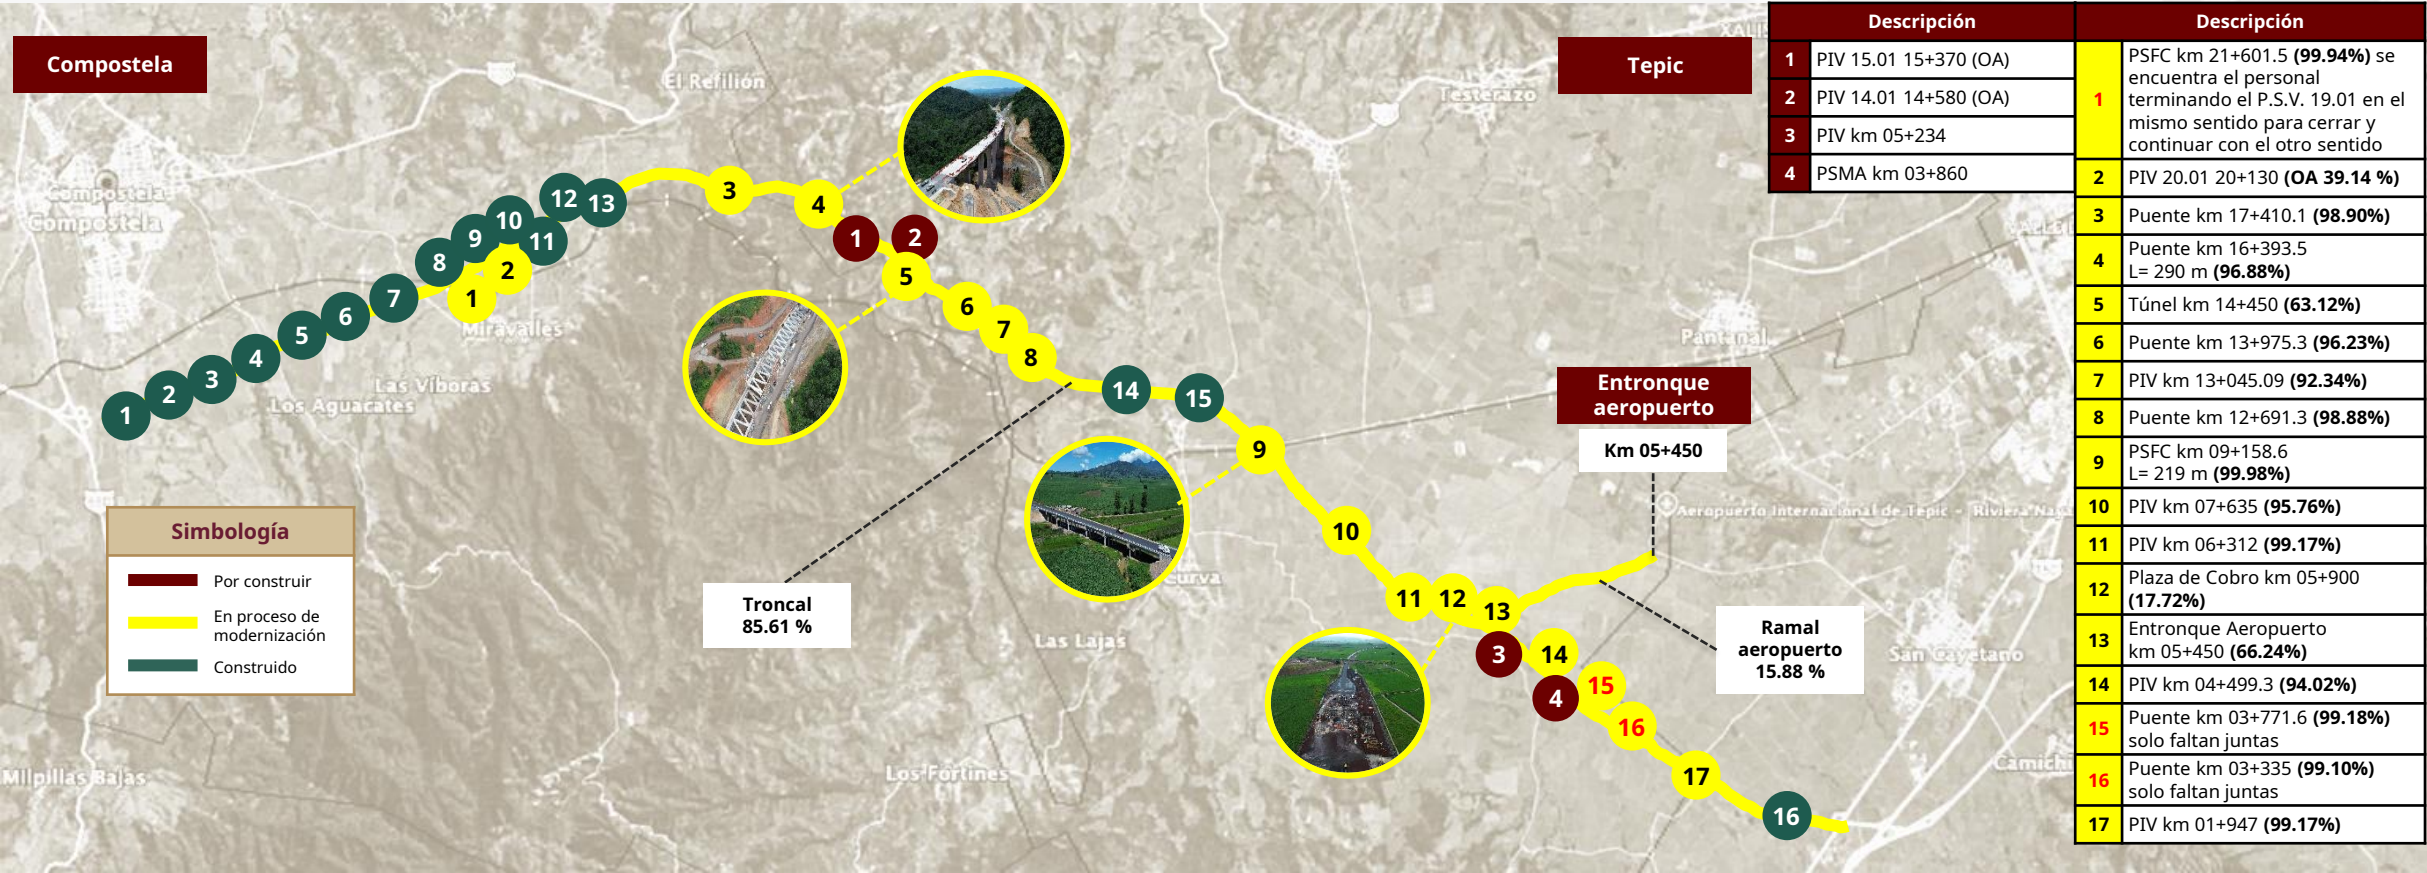 Compostela
Tepic
Descripción
1 PIV 15.01 15+370 (OA)
2 PIV 14.01 14+580 (OA)
3 PIV km 05+234
4 PSMA km 03+860
Descripción
1 PSFC km 21+601.5 (99.94%) se
encuentra el personal
terminando el P.S.V. 19.01 en el
mismo sentido para cerrar y
continuar con el otro sentido
2 PIV 20.01 20+130 (OA 39.14 %)
3 Puente km 17+410.1 (98.90%)
4 Puente km 16+393.5
L= 290 m (96.88%)
5 Túnel km 14+450 (63.12%)
6 Puente km 13+975.3 (96.23%)
7 PIV km 13+045.09 (92.34%)
8 Puente km 12+691.3 (98.88%)
9 PSFC km 09+158.6
L= 219 m (99.98%)
10 PIV km 07+635 (95.76%)
11 PIV km 06+312 (99.17%)
12 Plaza de Cobro km 05+900
(17.72%)
13 Entronque Aeropuerto
km 05+450 (66.24%)
14 PIV km 04+499.3 (94.02%)
15 Puente km 03+771.6 (99.18%)
solo faltan juntas
16 Puente km 03+335 (99.10%)
solo faltan juntas
17 PIV km 01+947 (99.17%)
El Refilión
Testerazo
Compostela
Compostela
Miravalles
Las Víboras
Los Aguacates
Pantanal
Aeropuerto Internacional de Tepic - Riviera Na
Las Lajas
San Cayetano
Los Fortines
Milpillas Bajas
1
2
3
4
5
6
7
8
9
10
11
12
13
1
2
3
4
1
2
5
6
7
8
14
15
9
10
11
12
13
3
14
4
15
16
17
16
Entronque
aeropuerto
Km 05+450
Troncal
85.61 %
Ramal
aeropuerto
15.88 %
Simbología
Por construir
En proceso de
modernización
Construido